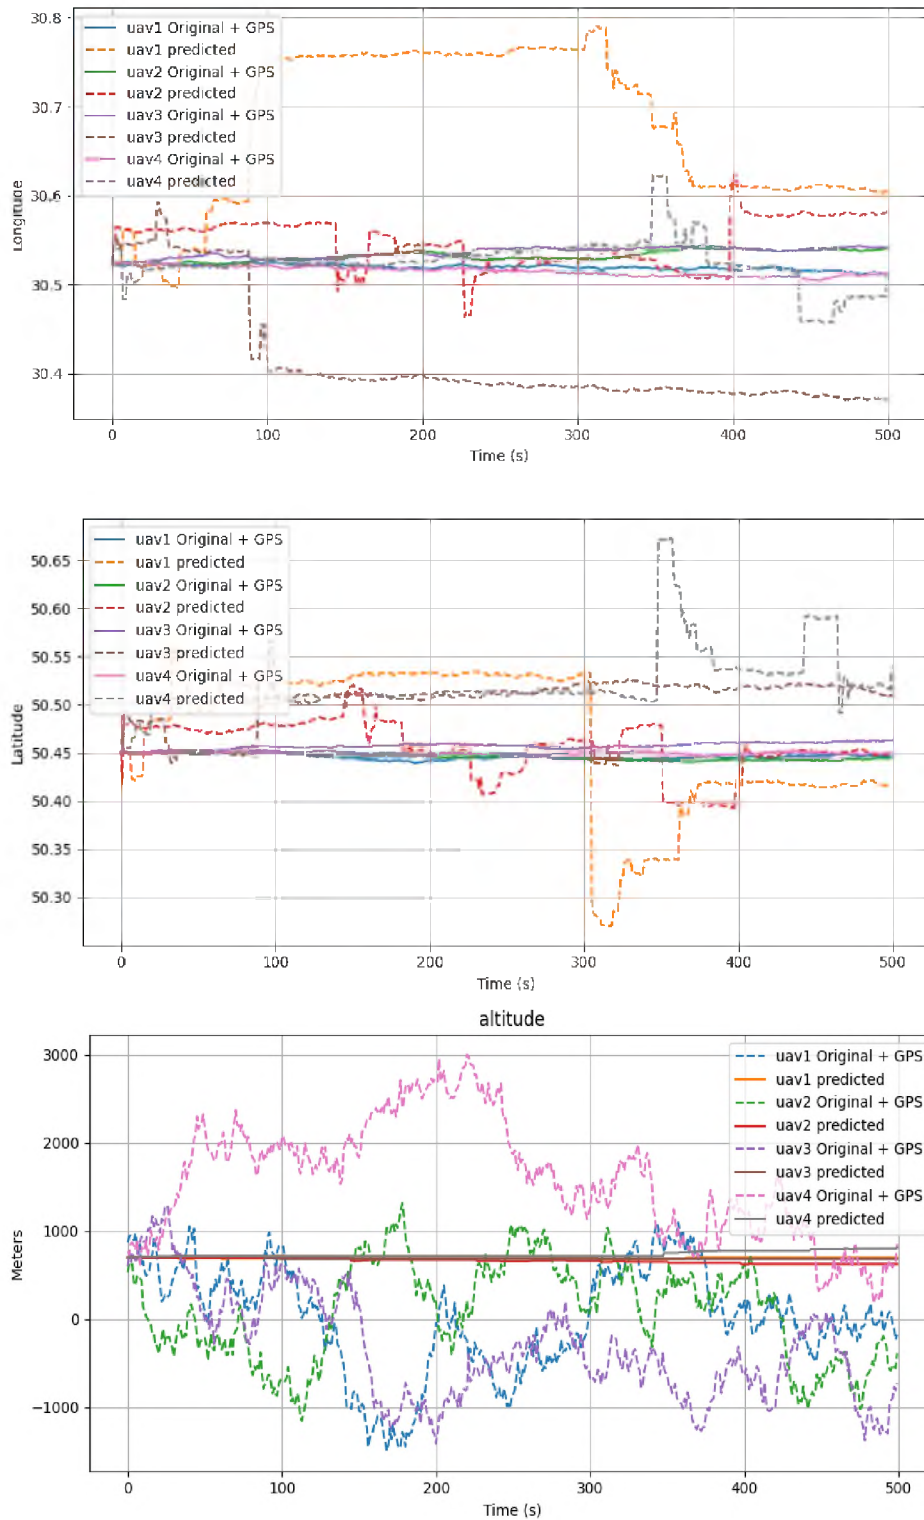 30.8
30.7
30.6
30.5
30.4
Longitude
uav1 Original + GPS
uav1 predicted
uav2 Original + GPS
uav2 predicted
uav3 Original + GPS
uav3 predicted
uav4 Original + GPS
uav4 predicted
0 100 200 300 400 500
Time (s)
50.65
50.60
50.55
50.50
50.45
50.40
50.35
50.30
Latitude
uav1 Original + GPS
uav1 predicted
uav2 Original + GPS
uav2 predicted
uav3 Original + GPS
uav3 predicted
uav4 Original + GPS
uav4 predicted
0 100 200 300 400 500
Time (s)
altitude
3000
2000
1000
0
−1000
Meters
uav1 Original + GPS
uav1 predicted
uav2 Original + GPS
uav2 predicted
uav3 Original + GPS
uav3 predicted
uav4 Original + GPS
uav4 predicted
0 100 200 300 400 500
Time (s)